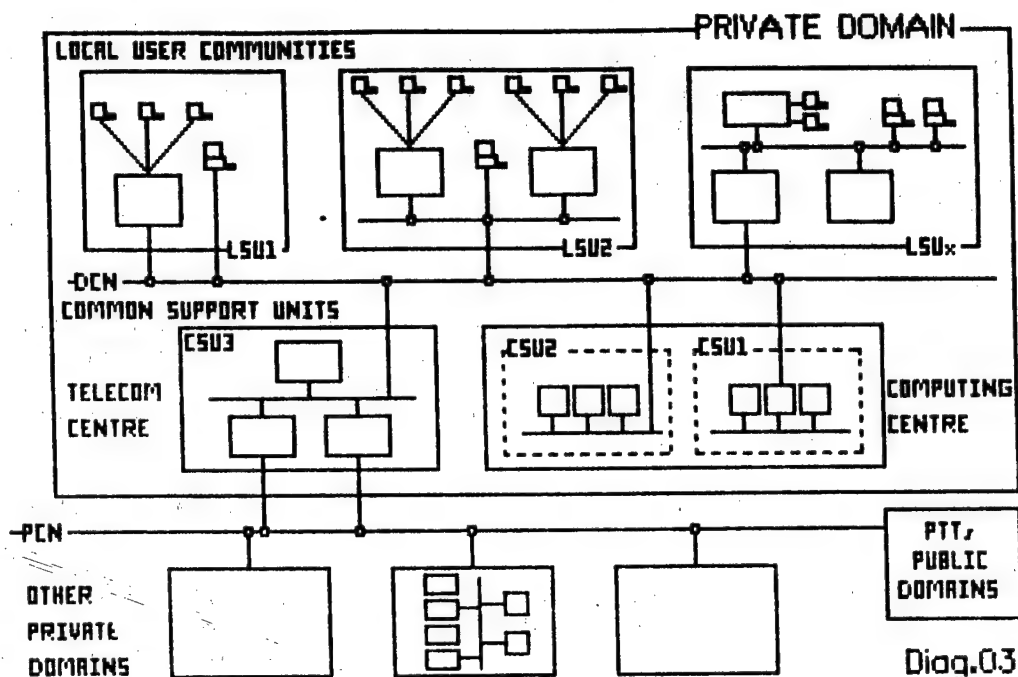 PRIVATE DOMAIN
LOCAL USER COMMUNITIES
LSU1
LSU2
LSUx
DCN
COMMON SUPPORT UNITS
CSU3
CSU2
CSU1
TELECOM
CENTRE
COMPUTING
CENTRE
PCN
PTT,
PUBLIC
DOMAINS
OTHER
PRIVATE
DOMAINS
Diag.03